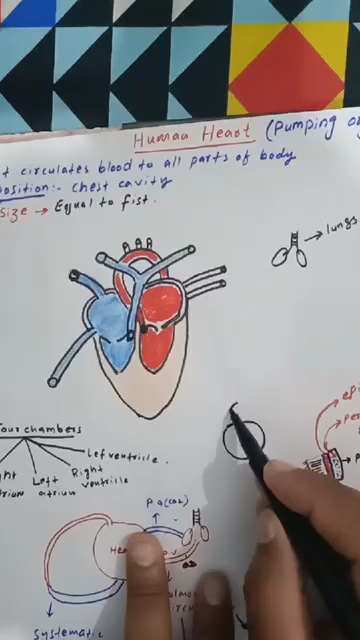 Human Heart (Pumping
t circulates blood to all parts of body
position:- chest cavity
size → Equal to fist.
→ lungs
four chambers
Left ventricle.
Right ventricle
Left atrium
P.a(co2)
systematic